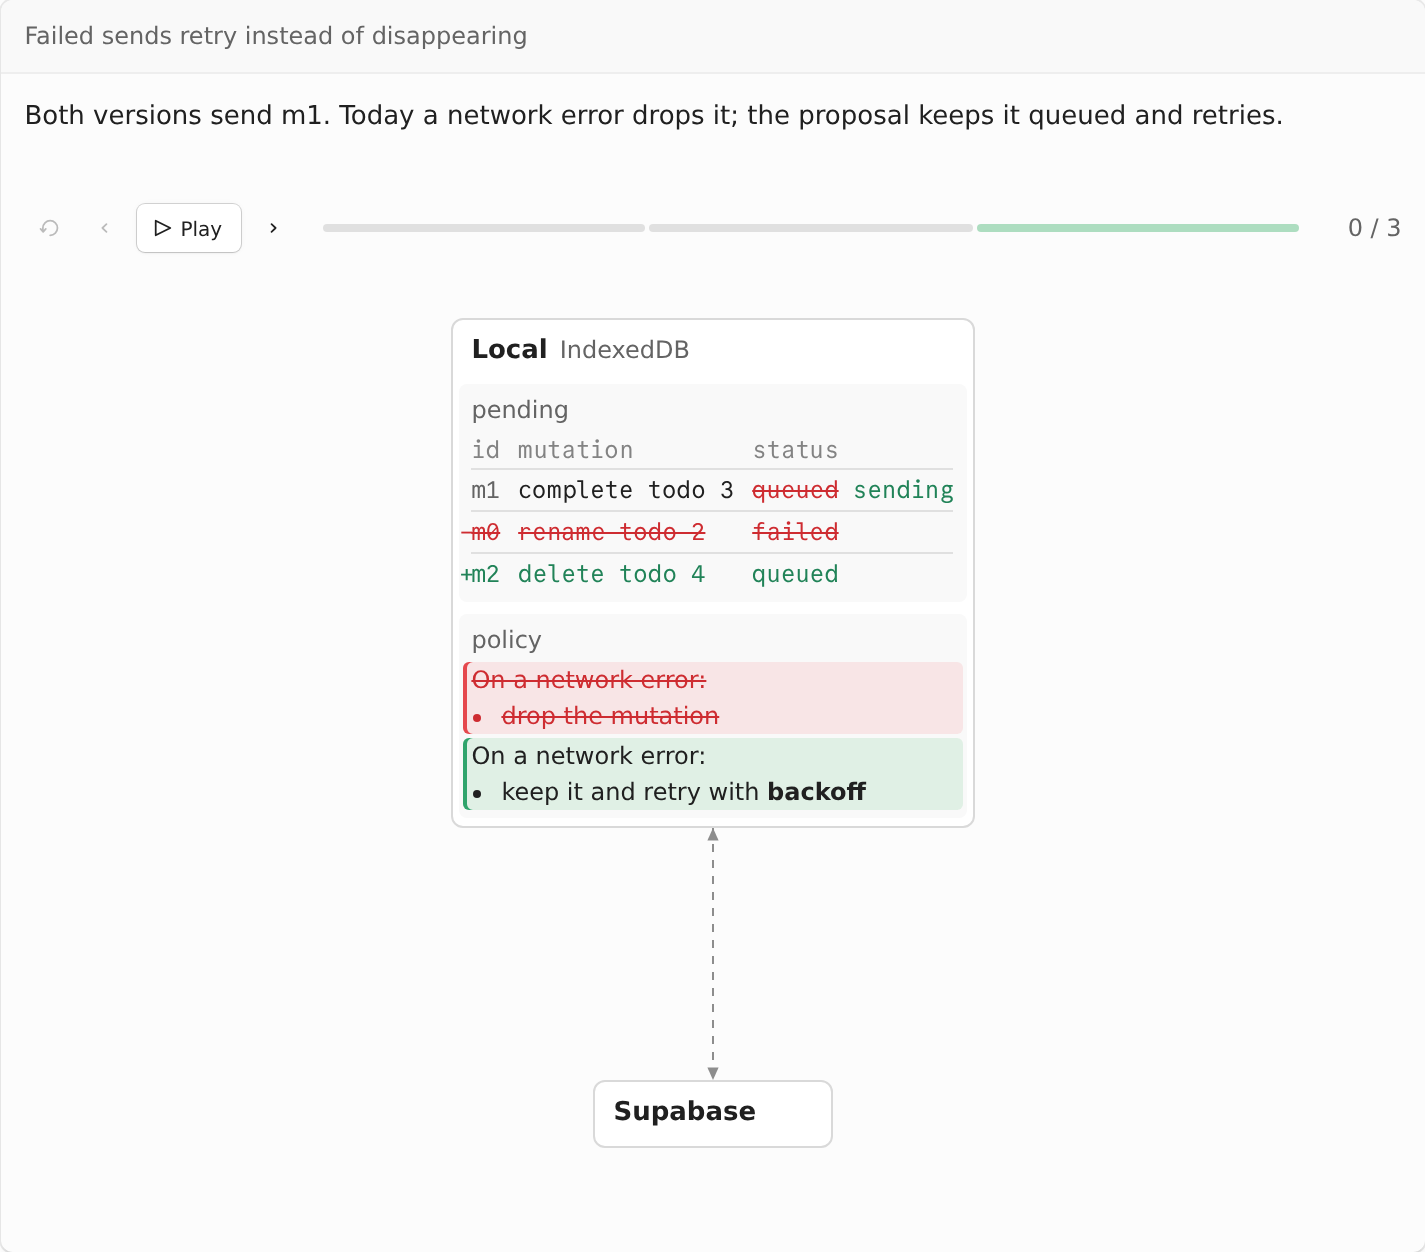 Failed sends retry instead of disappearing
Both versions send m1. Today a network error drops it; the proposal keeps it queued and retries.
Play
0 / 3
Local IndexedDB
pending
id mutation status
m1 complete todo 3 queued sending
-m0 rename todo 2 failed
+m2 delete todo 4 queued
policy
On a network error:
• drop the mutation
On a network error:
• keep it and retry with backoff
Supabase